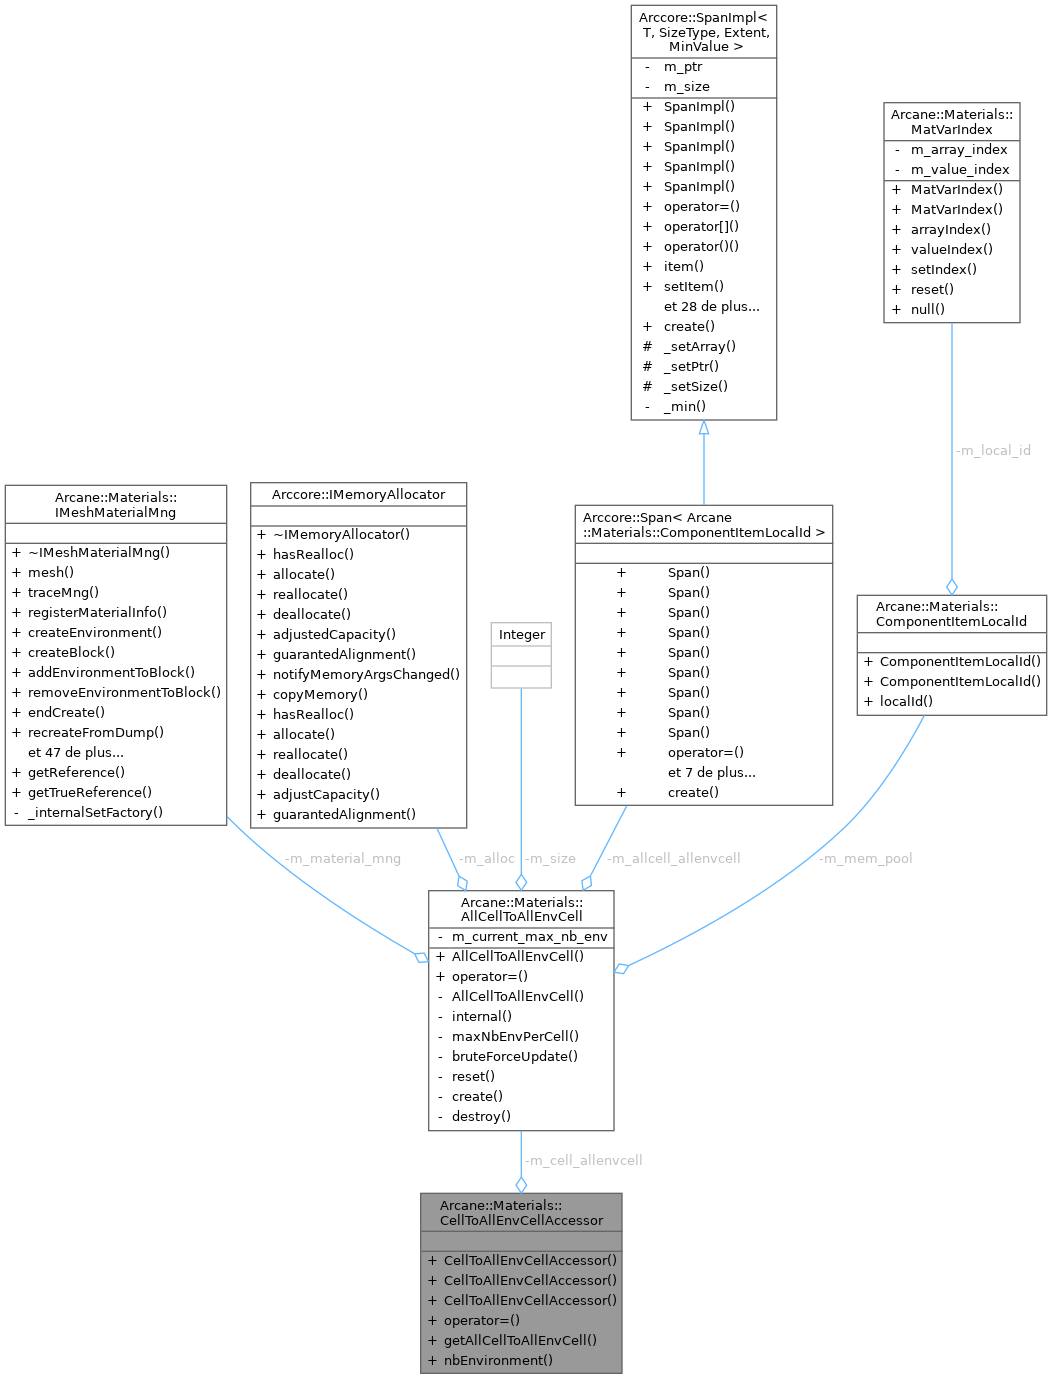 Arccore::SpanImpl<
T, SizeType, Extent,
MinValue >
- m_ptr
- m_size
+ SpanImpl()
+ SpanImpl()
+ SpanImpl()
+ SpanImpl()
+ SpanImpl()
+ operator=()
+ operator[]()
+ operator()()
+ item()
+ setItem()
et 28 de plus...
+ create()
# _setArray()
# _setPtr()
# _setSize()
- _min()
Arcane::Materials::
MatVarIndex
- m_array_index
- m_value_index
+ MatVarIndex()
+ MatVarIndex()
+ arrayIndex()
+ valueIndex()
+ setIndex()
+ reset()
+ null()
-m_local_id
Arcane::Materials::
IMeshMaterialMng
+ ~IMeshMaterialMng()
+ mesh()
+ traceMng()
+ registerMaterialInfo()
+ createEnvironment()
+ createBlock()
+ addEnvironmentToBlock()
+ removeEnvironmentToBlock()
+ endCreate()
+ recreateFromDump()
et 47 de plus...
+ getReference()
+ getTrueReference()
- _internalSetFactory()
Arccore::IMemoryAllocator
+ ~IMemoryAllocator()
+ hasRealloc()
+ allocate()
+ reallocate()
+ deallocate()
+ adjustedCapacity()
+ guarantedAlignment()
+ notifyMemoryArgsChanged()
+ copyMemory()
+ hasRealloc()
+ allocate()
+ reallocate()
+ deallocate()
+ adjustCapacity()
+ guarantedAlignment()
Integer
Arccore::Span< Arcane
::Materials::ComponentItemLocalId >
+ Span()
+ Span()
+ Span()
+ Span()
+ Span()
+ Span()
+ Span()
+ Span()
+ Span()
+ operator=()
et 7 de plus...
+ create()
Arcane::Materials::
ComponentItemLocalId
+ ComponentItemLocalId()
+ ComponentItemLocalId()
+ localId()
-m_material_mng
-m_alloc
-m_size
-m_allcell_allenvcell
-m_mem_pool
Arcane::Materials::
AllCellToAllEnvCell
- m_current_max_nb_env
+ AllCellToAllEnvCell()
+ operator=()
- AllCellToAllEnvCell()
- internal()
- maxNbEnvPerCell()
- bruteForceUpdate()
- reset()
- create()
- destroy()
-m_cell_allenvcell
Arcane::Materials::
CellToAllEnvCellAccessor
+ CellToAllEnvCellAccessor()
+ CellToAllEnvCellAccessor()
+ CellToAllEnvCellAccessor()
+ operator=()
+ getAllCellToAllEnvCell()
+ nbEnvironment()